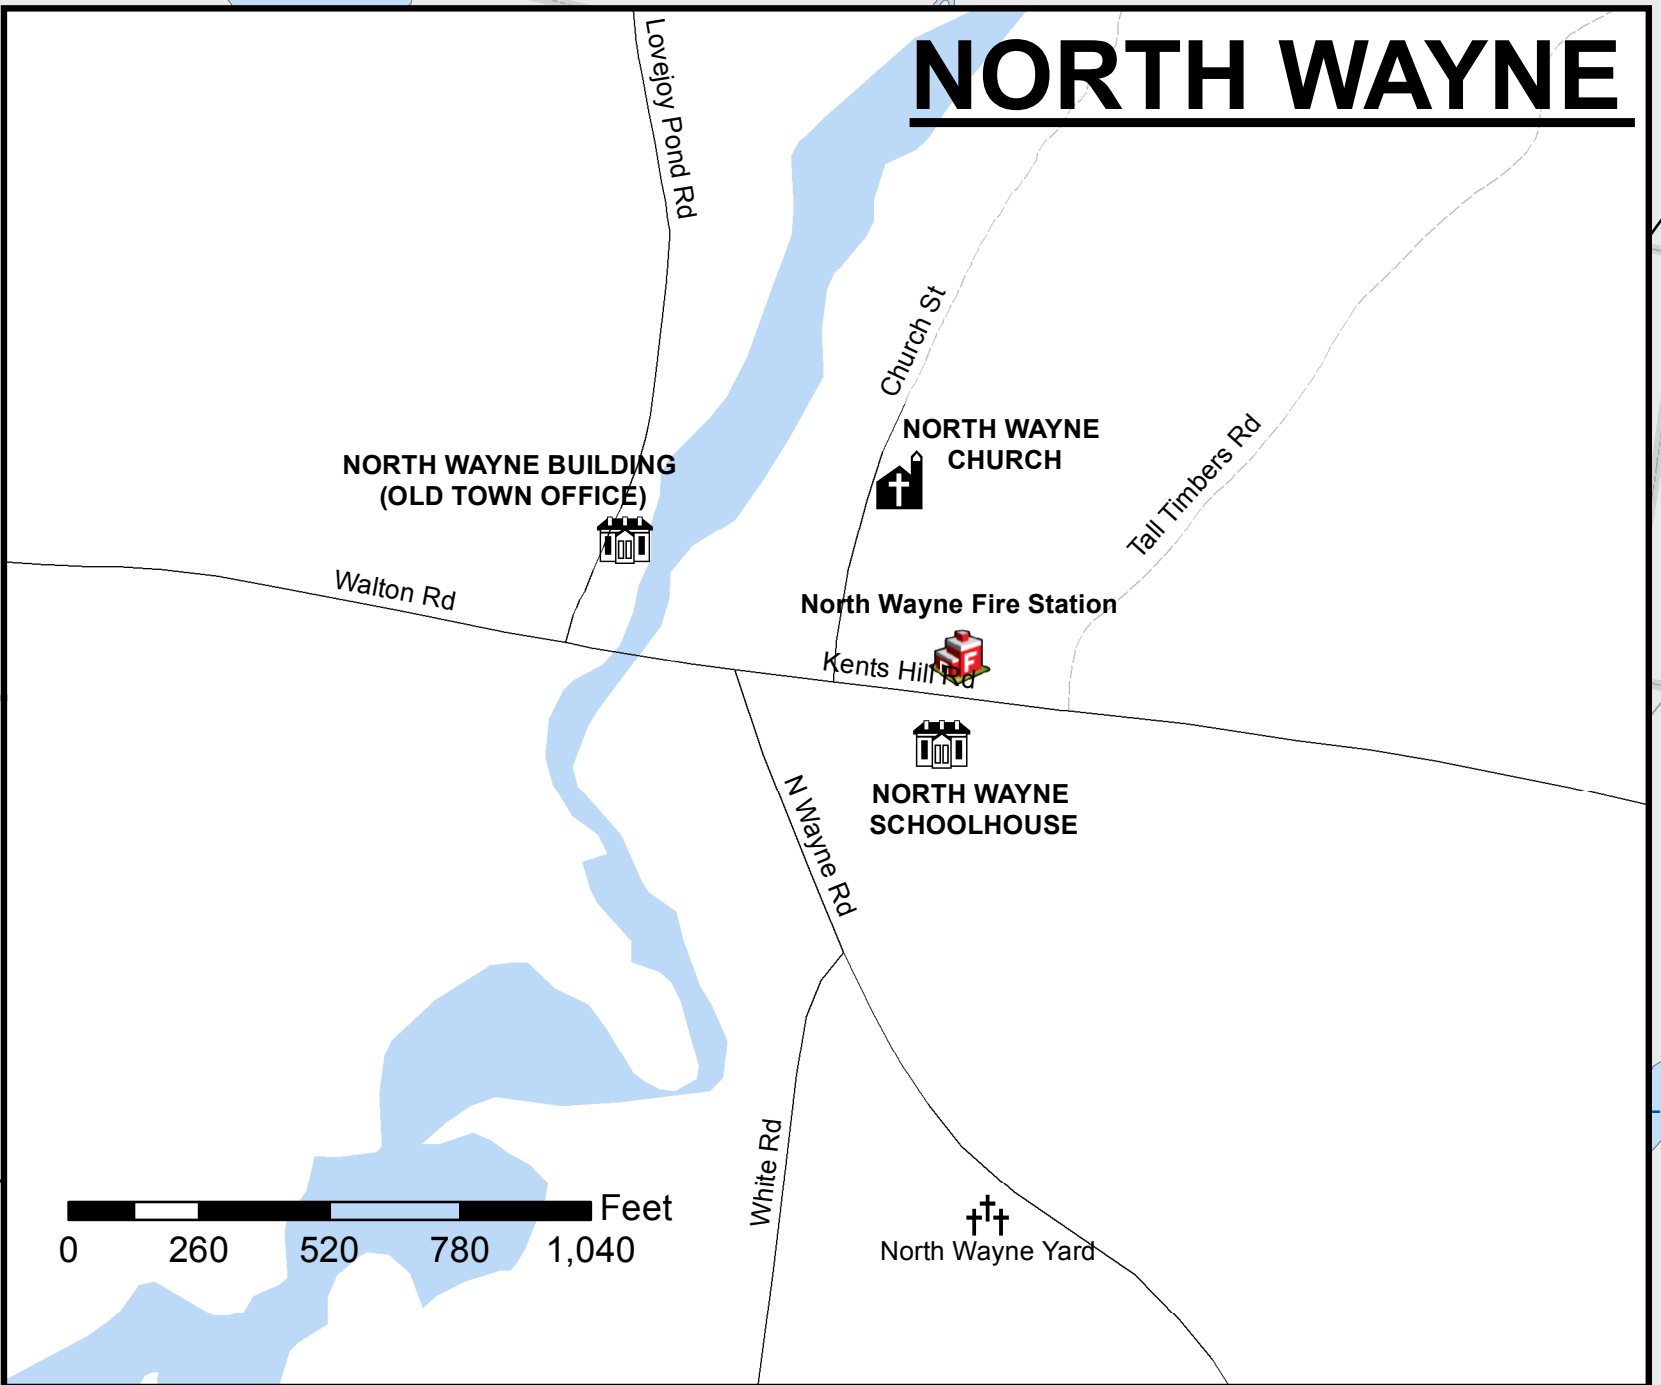 NORTH WAYNE
Lovejoy Pond Rd
Church St
NORTH WAYNE
CHURCH
NORTH WAYNE BUILDING
(OLD TOWN OFFICE)
Tall Timbers Rd
Walton Rd
North Wayne Fire Station
F
Kents Hill Rd
NORTH WAYNE
SCHOOLHOUSE
N Wayne Rd
White Rd
North Wayne Yard
Feet
0 260 520 780 1,040